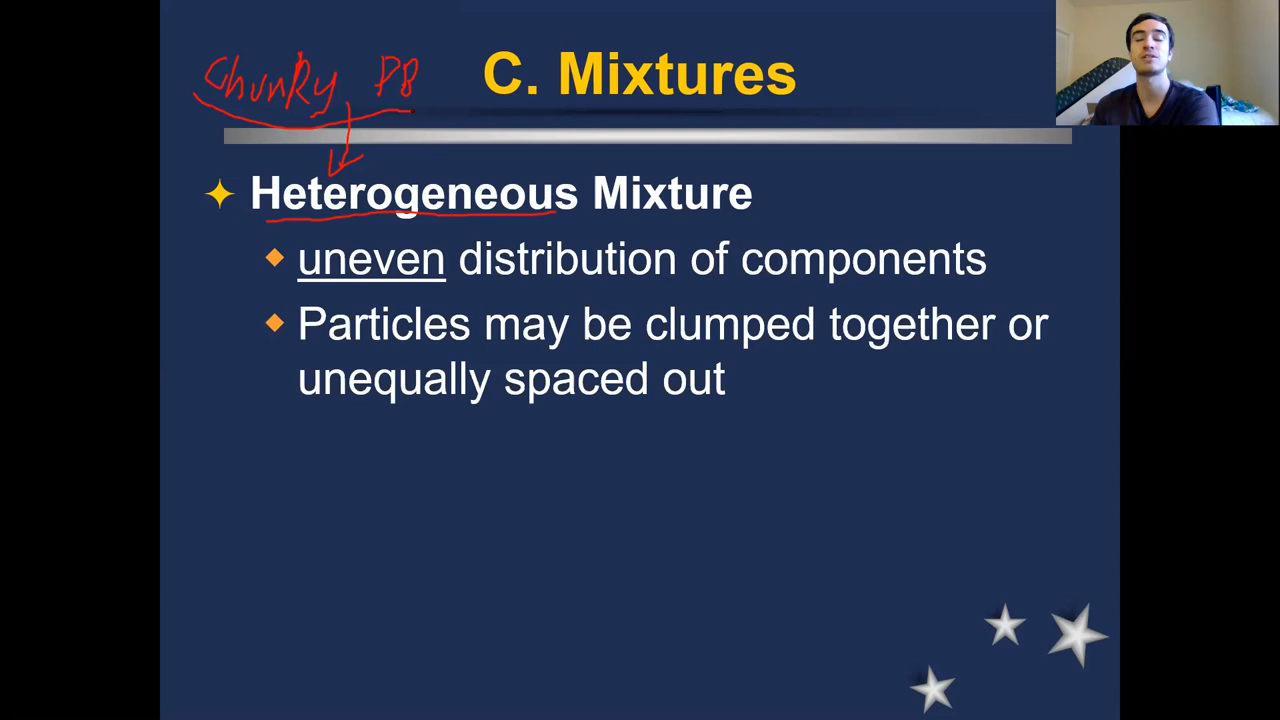 Chunky PB
C. Mixtures
Heterogeneous Mixture
uneven distribution of components
Particles may be clumped together or
unequally spaced out